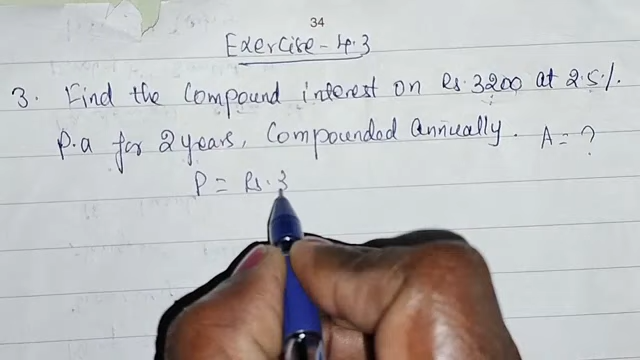 34
Exercise - 4.3
3. Find the Compound interest on Rs. 3200 at 2.5%.
p.a for 2 years, Compounded annually. A = ?
P = Rs. 3